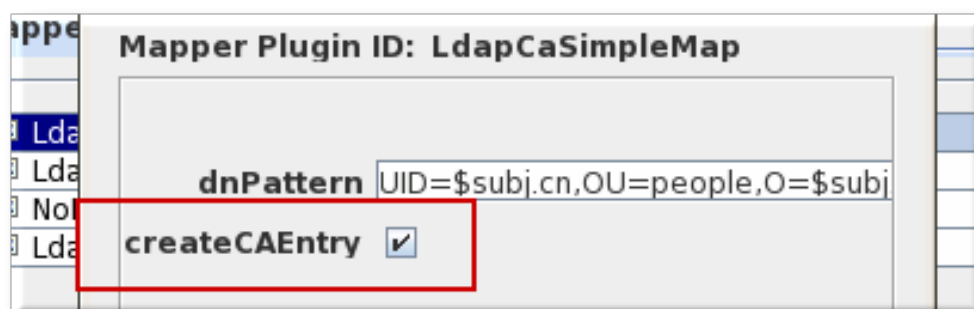 appe
Mapper Plugin ID: LdapCaSimpleMap
Lda
Lda
dnPattern UID=$subj.cn,OU=people,O=$subj
Nol
createCAEntry
Lda